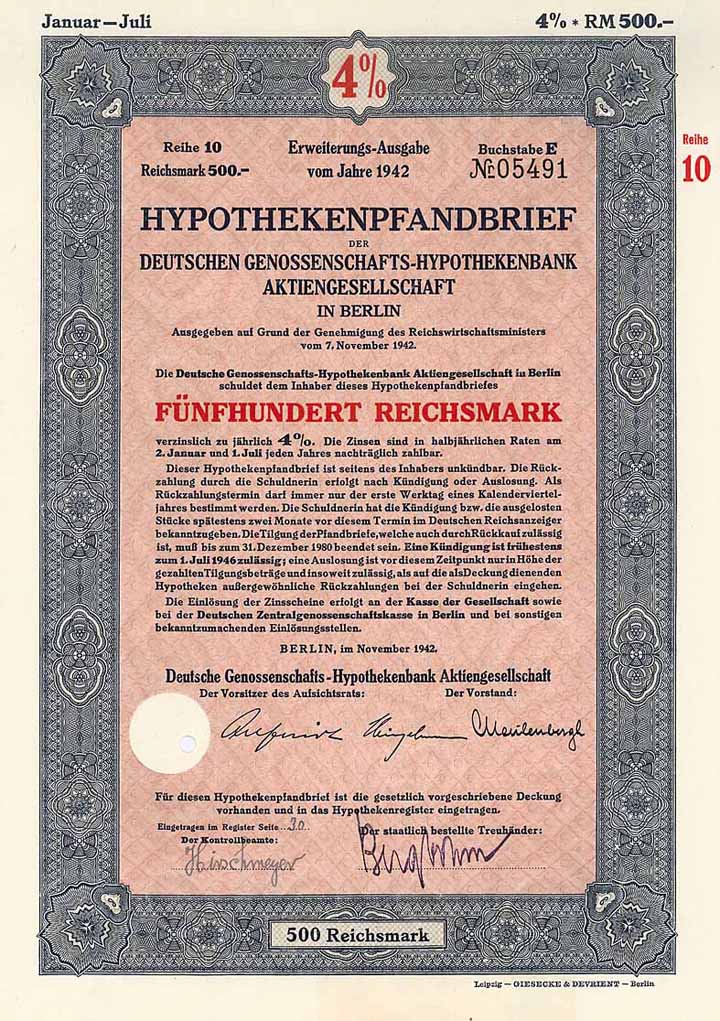 Januar—Juli 4% * RM 500.-
4%
Reihe 10 Erweiterungs-Ausgabe Buchstabe E
Reichsmark 500.- vom Jahre 1942 № 05491
Reihe
10
HYPOTHEKENPFANDBRIEF
DER
DEUTSCHEN GENOSSENSCHAFTS-HYPOTHEKENBANK
AKTIENGESELLSCHAFT
IN BERLIN
Ausgegeben auf Grund der Genehmigung des Reichswirtschaftsministers
vom 7. November 1942.
Die Deutsche Genossenschafts-Hypothekenbank Aktiengesellschaft in Berlin
schuldet dem Inhaber dieses Hypothekenpfandbriefes
FÜNFHUNDERT REICHSMARK
verzinslich zu jährlich 4%. Die Zinsen sind in halbjährlichen Raten am
2. Januar und 1. Juli jeden Jahres nachträglich zahlbar.
Dieser Hypothekenpfandbrief ist seitens des Inhabers unkündbar. Die Rück-
zahlung durch die Schuldnerin erfolgt nach Kündigung oder Auslosung. Als
Rückzahlungstermin darf immer nur der erste Werktag eines Kalenderviertel-
jahres bestimmt werden. Die Schuldnerin hat die Kündigung bzw. die ausgelosten
Stücke spätestens zwei Monate vor diesem Termin im Deutschen Reichsanzeiger
bekanntzugeben. Die Tilgung der Pfandbriefe, welche auch durch Rückkauf zulässig
ist, muß bis zum 31. Dezember 1980 beendet sein. Eine Kündigung ist frühestens
zum 1. Juli 1946 zulässig; eine Auslosung ist vor diesem Zeitpunkt nur in Höhe der
gezahlten Tilgungsbeträge und insoweit zulässig, als auf die als Deckung dienenden
Hypotheken außergewöhnliche Rückzahlungen bei der Schuldnerin eingehen.
Die Einlösung der Zinsscheine erfolgt an der Kasse der Gesellschaft sowie
bei der Deutschen Zentralgenossenschaftskasse in Berlin und bei sonstigen
bekanntzumachenden Einlösungsstellen.
BERLIN, im November 1942.
Deutsche Genossenschafts-Hypothekenbank Aktiengesellschaft
Der Vorsitzer des Aufsichtsrats: Der Vorstand:
Meulenbergh
Für diesen Hypothekenpfandbrief ist die gesetzlich vorgeschriebene Deckung
vorhanden und in das Hypothekenregister eingetragen.
Eingetragen im Register Seite 30. Der staatlich bestellte Treuhänder:
Der Kontrollbeamte:
Hirschmeyer
500 Reichsmark
Leipzig — GIESECKE & DEVRIENT — Berlin